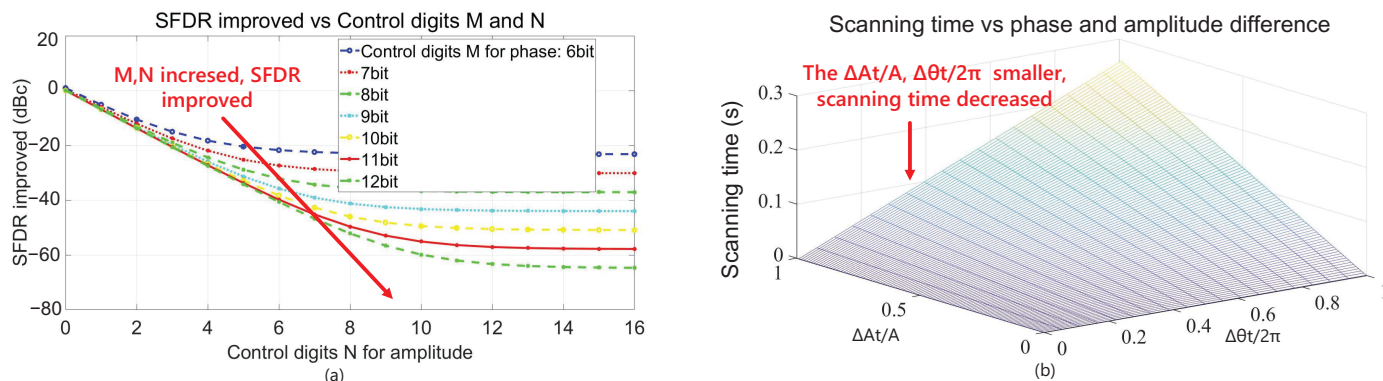 SFDR improved vs Control digits M and N
20
0
−20
−40
−60
−80
SFDR improved (dBc)
M,N incresed, SFDR
improved
Control digits M for phase: 6bit
7bit
8bit
9bit
10bit
11bit
12bit
0 2 4 6 8 10 12 14 16
Control digits N for amplitude
(a)
Scanning time vs phase and amplitude difference
The ΔAt/A, Δθt/2π smaller,
scanning time decreased
0.3
0.2
0.1
0
Scanning time (s)
1
0.5
0
ΔAt/A
0 0.2 0.4 0.6 0.8 1
Δθt/2π
(b)